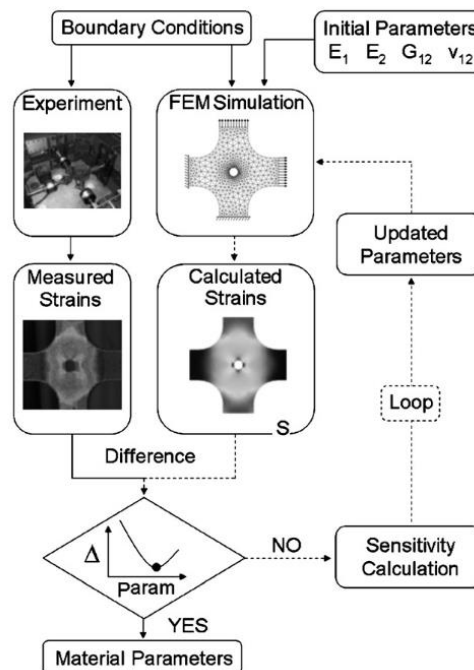 Boundary Conditions
Initial Parameters
E1 E2 G12 ν12
Experiment
FEM Simulation
Measured
Strains
Calculated
Strains
S
Updated
Parameters
Loop
Difference
Δ
Param
NO
Sensitivity
Calculation
YES
Material Parameters